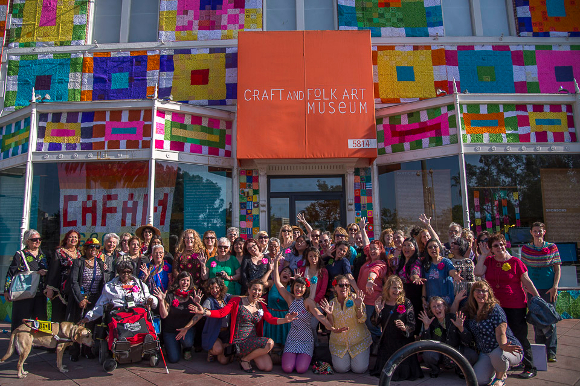 CRAFT AND FOLK ART
MUSEUM
5814
CAFAM